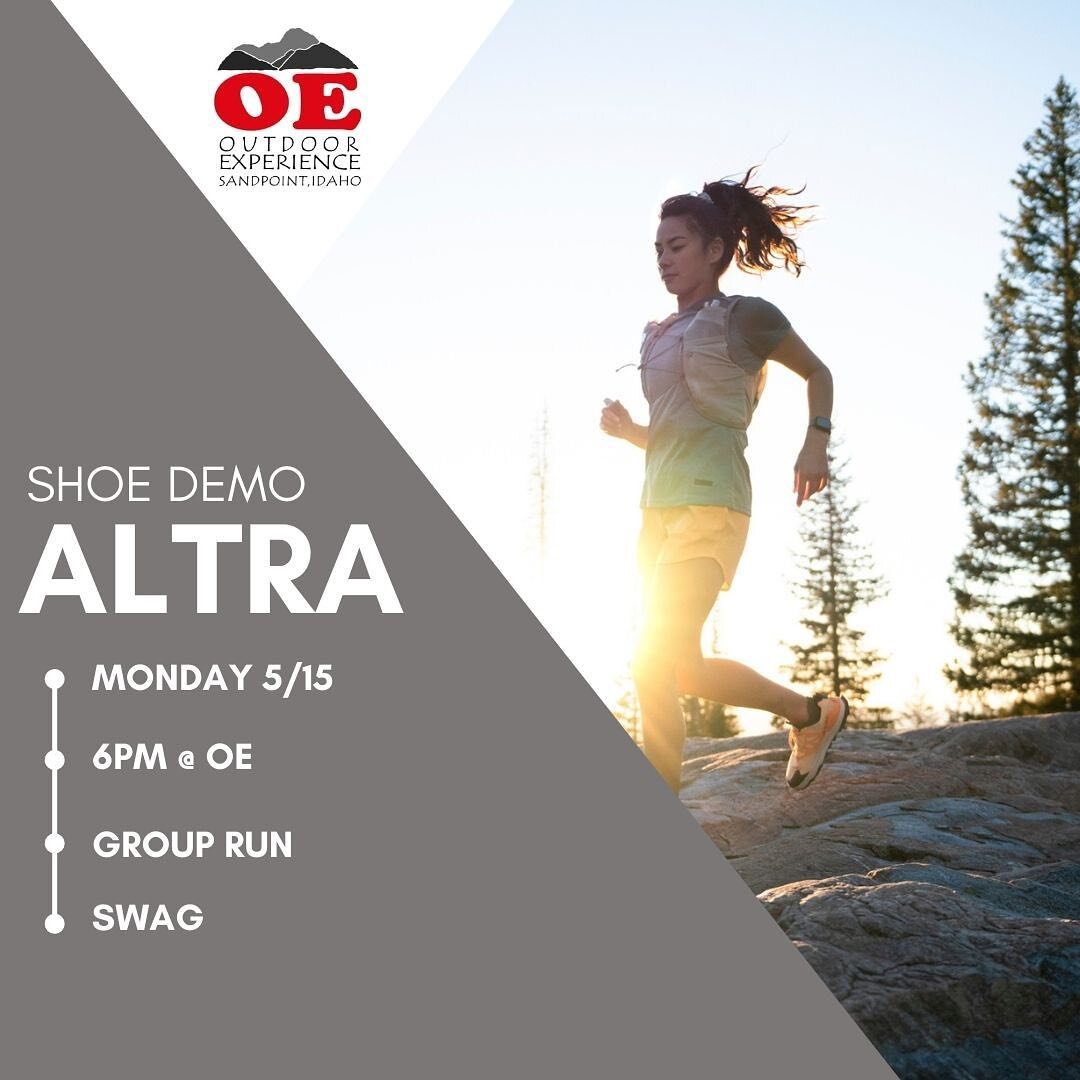 OE
OUTDOOR
EXPERIENCE
SANDPOINT, IDAHO
SHOE DEMO
ALTRA
MONDAY 5/15
6PM @ OE
GROUP RUN
SWAG